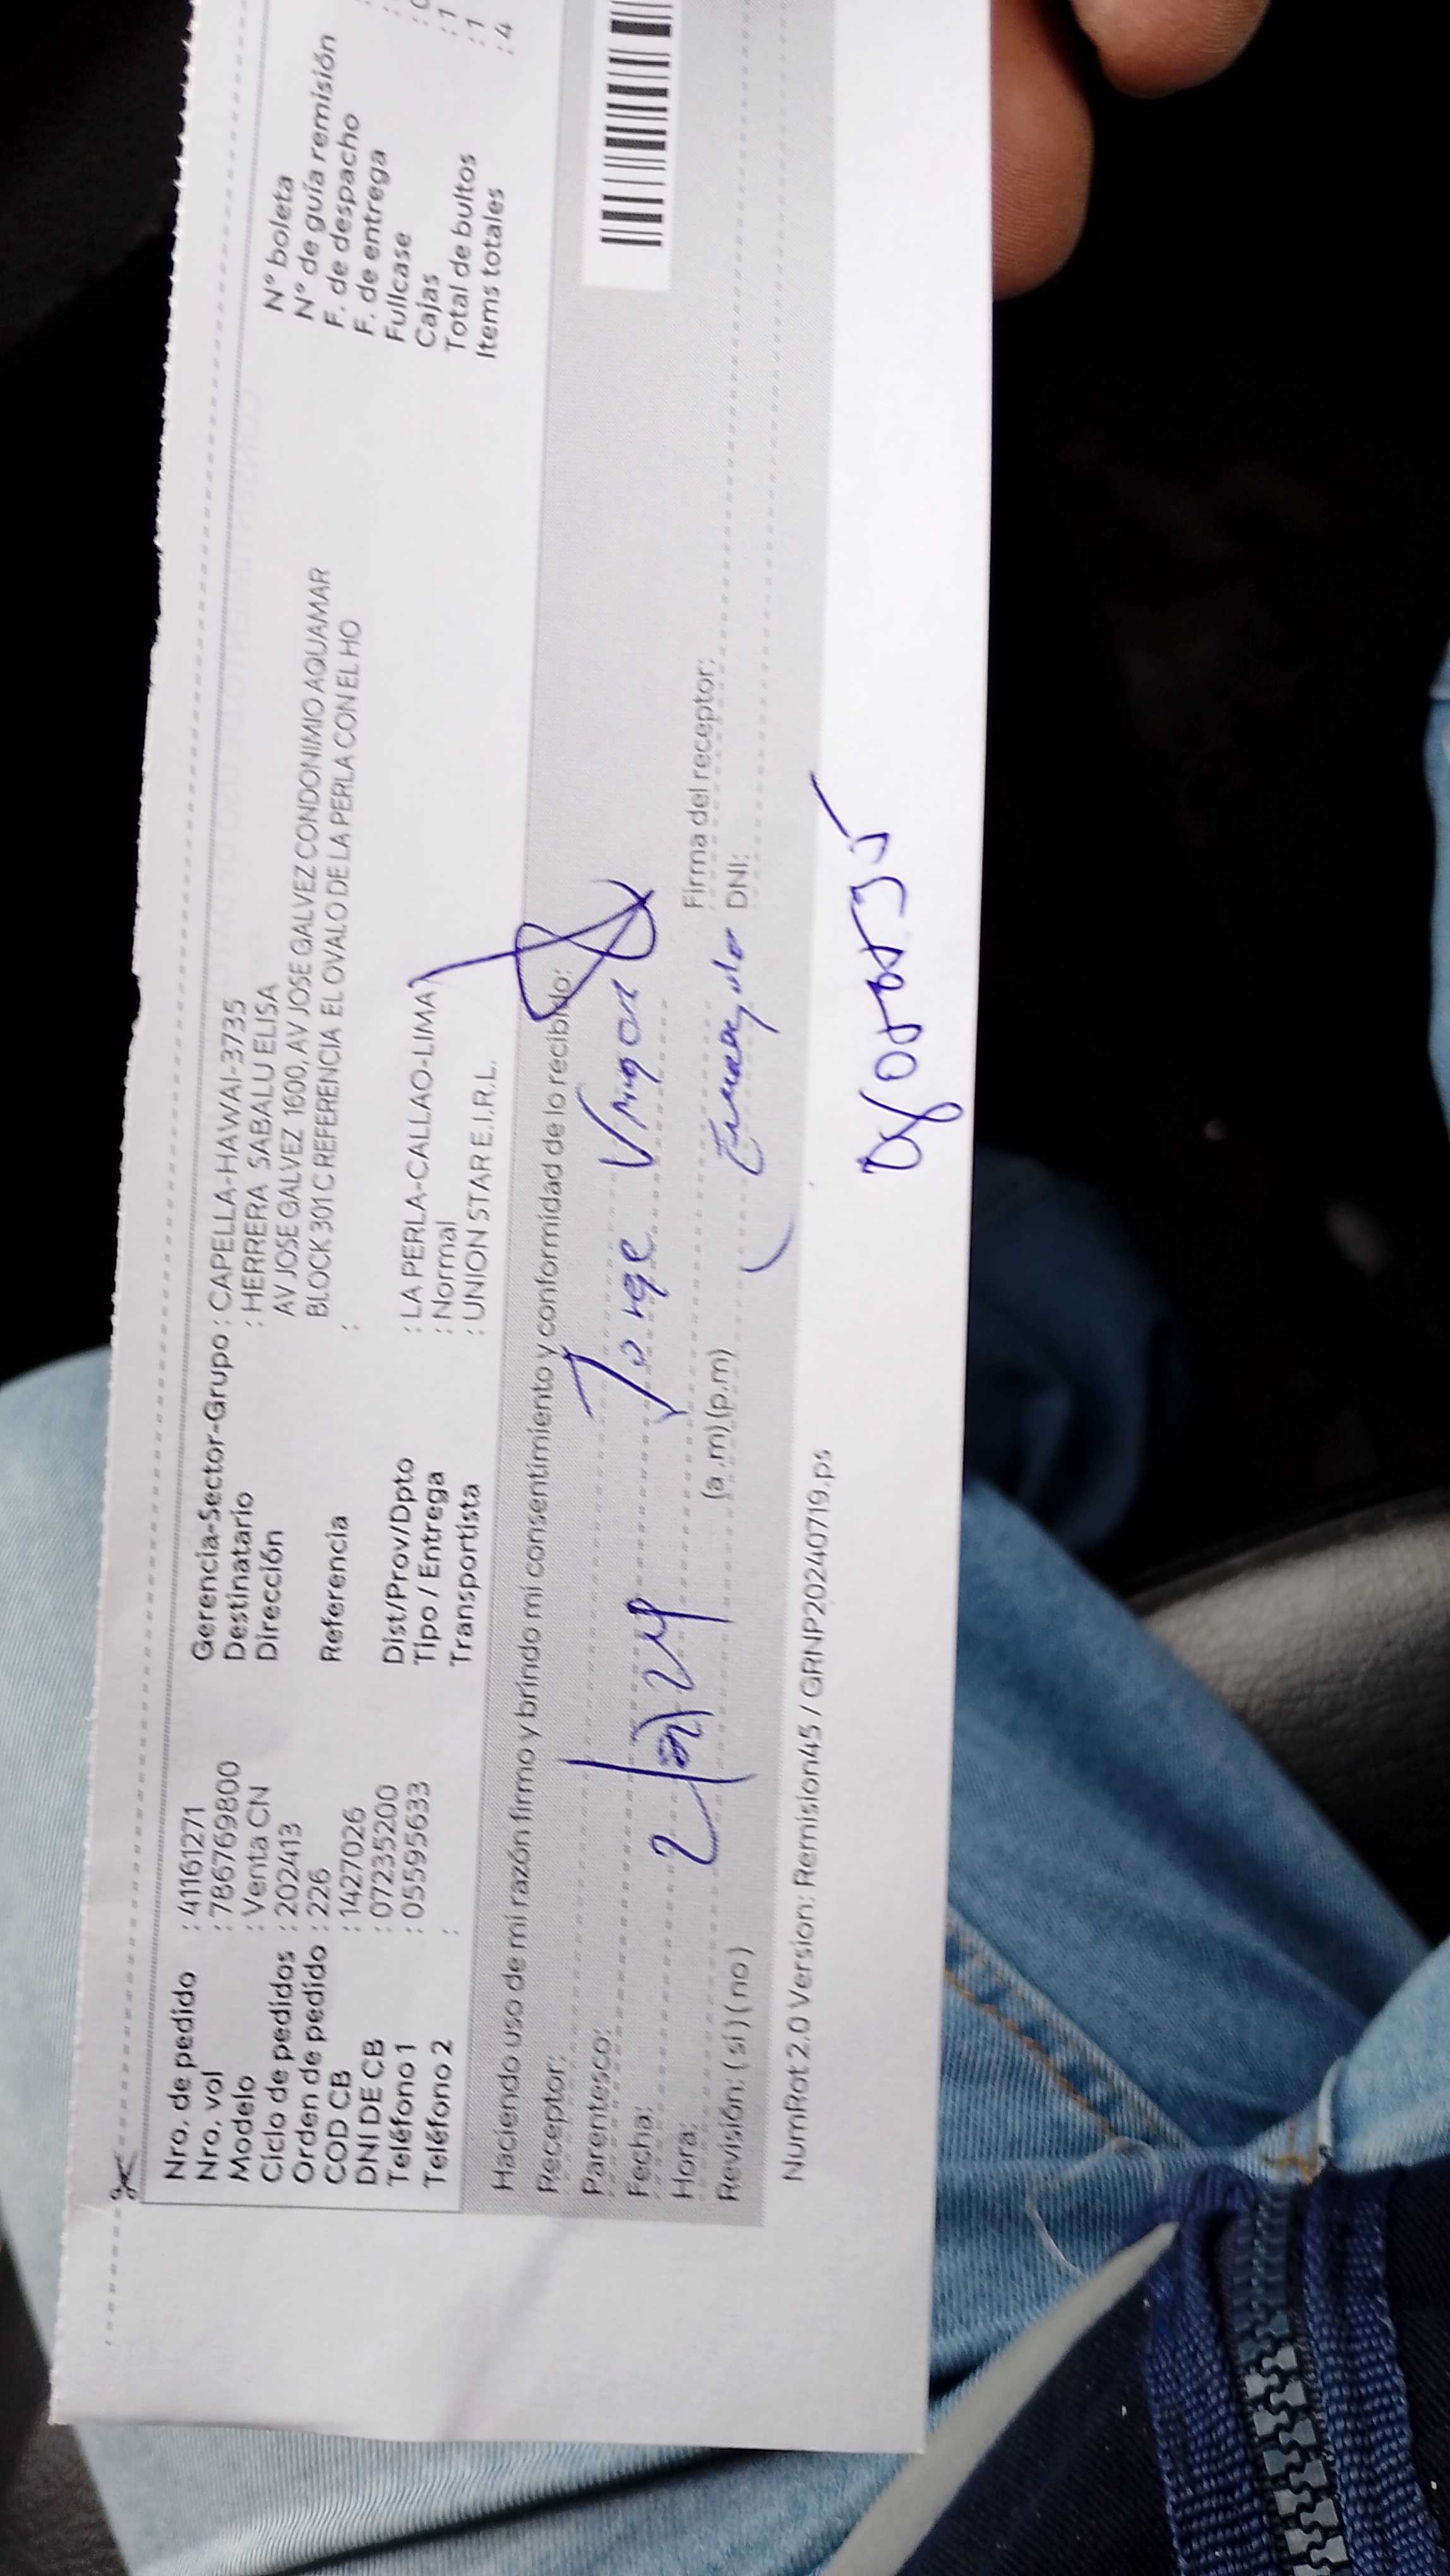 Nro. de pedido : 41161271
Nro. vol : 786769800
Modelo : Venta CN
Ciclo de pedidos : 202413
Orden de pedido : 226
COD CB : 1427026
DNI DE CB : 07235200
Teléfono 1 : 055595633
Teléfono 2 :
Gerencia-Sector-Grupo : CAPELLA-HAWAI-3735
Destinatario : HERRERA SABALU ELISA
Dirección AV JOSE GALVEZ 1600, AV JOSE GALVEZ CONDONIMIO AQUAMAR
BLOCK 301 C REFERENCIA EL OVALO DE LA PERLA CON EL HO
Referencia :
Dist/Prov/Dpto : LA PERLA-CALLAO-LIMA
Tipo / Entrega : Normal
Transportista : UNION STAR E.I.R.L.
N° boleta
N° de guía remisión
F. de despacho
F. de entrega
Fullcase
Cajas : 1
Total de bultos : 1
Items totales : 4
Haciendo uso de mi razón firmo y brindo mi consentimiento y conformidad de lo recibido:
Receptor:
Parentesco: Jorge
Fecha:
Hora:
Revisión: ( sí ) ( no ) (a .m) (p.m)
Firma del receptor:
DNI:
NumRot 2.0 Version: Remision45 / QRNP20240719.ps